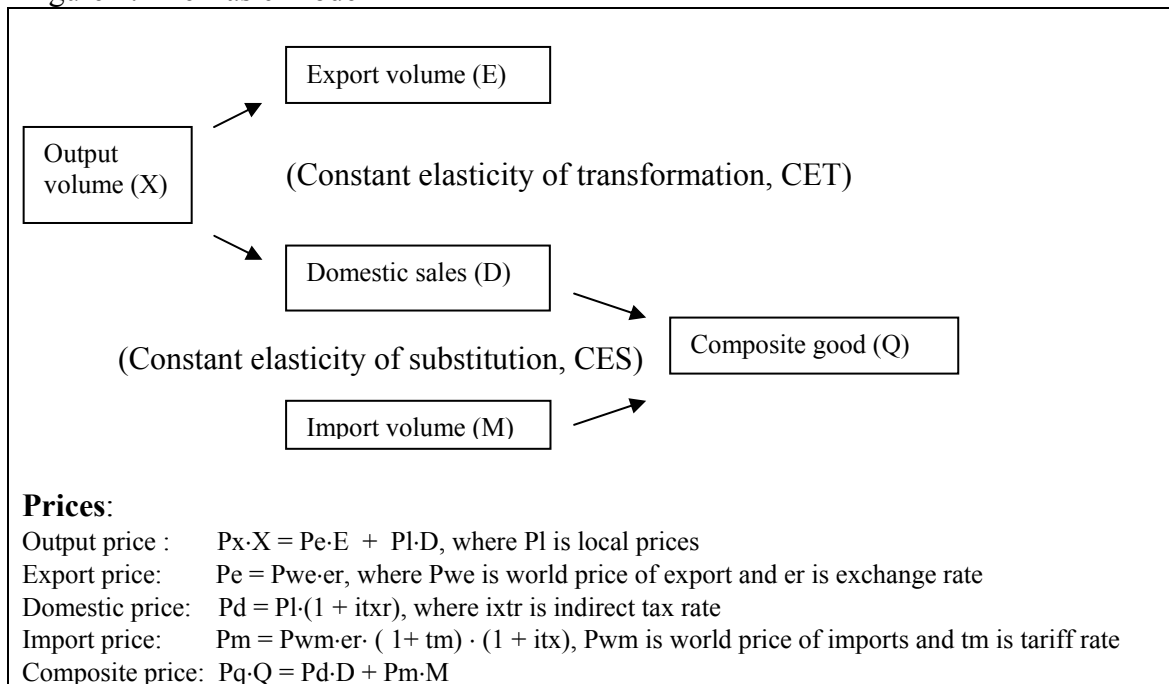 Export volume (E)
Output
volume (X)
(Constant elasticity of transformation, CET)
Domestic sales (D)
Composite good (Q)
(Constant elasticity of substitution, CES)
Import volume (M)
Prices:
Output price : Px·X = Pe·E + Pl·D, where Pl is local prices
Export price: Pe = Pwe·er, where Pwe is world price of export and er is exchange rate
Domestic price: Pd = Pl·(1 + itxr), where ixtr is indirect tax rate
Import price: Pm = Pwm·er· ( 1+ tm) · (1 + itx), Pwm is world price of imports and tm is tariff rate
Composite price: Pq·Q = Pd·D + Pm·M